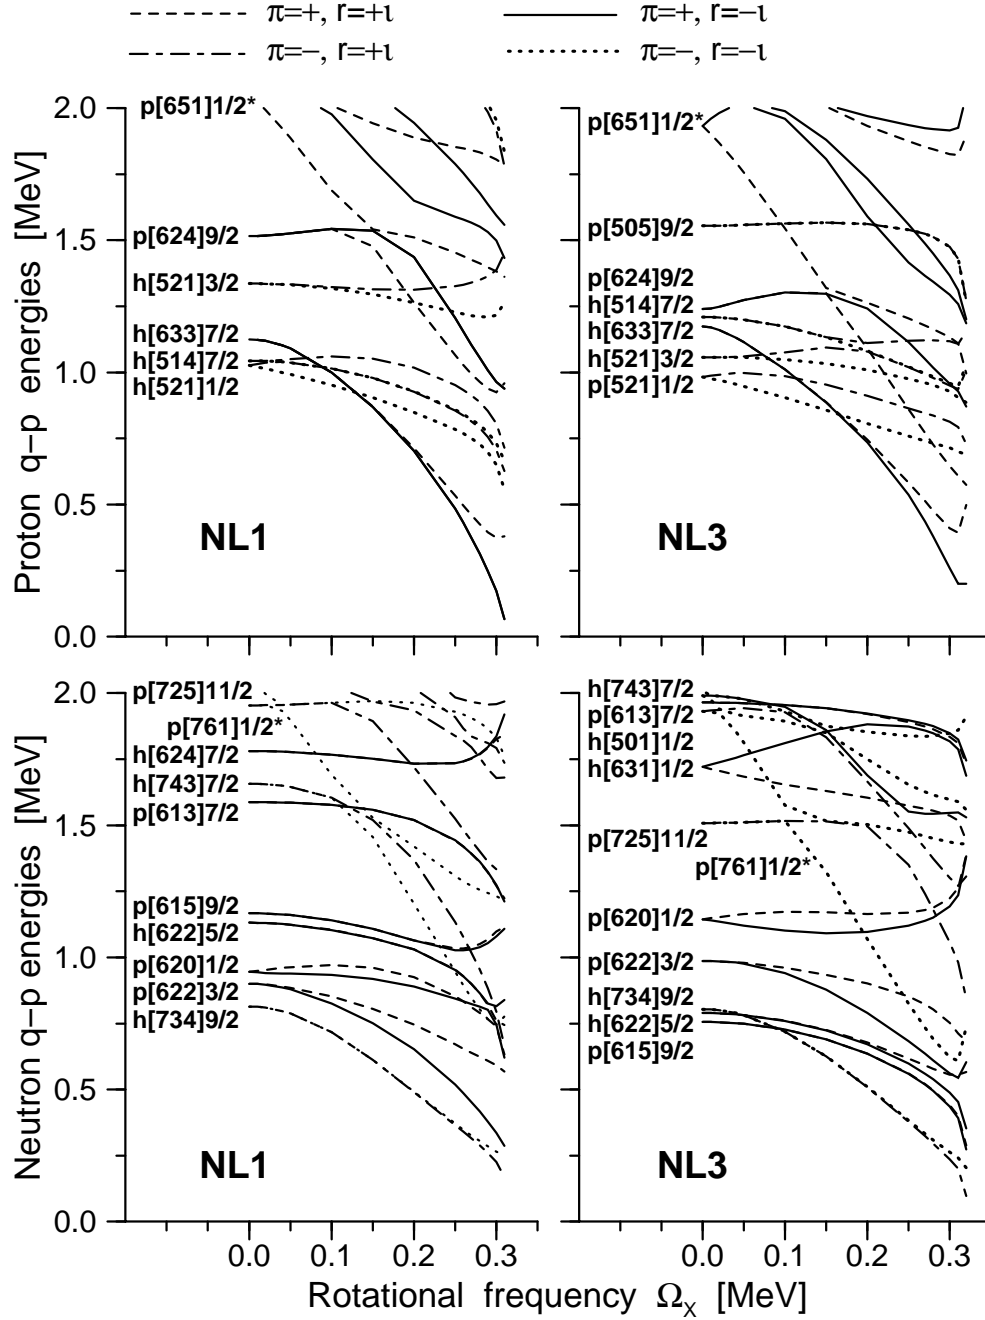 π=+, r=+ι π=+, r=−ι
π=−, r=+ι π=−, r=−ι
Proton q−p energies [MeV]
2.0
1.5
1.0
0.5
0.0
p[651]1/2*
p[624]9/2
h[521]3/2
h[633]7/2
h[514]7/2
h[521]1/2
NL1
p[651]1/2*
p[505]9/2
p[624]9/2
h[514]7/2
h[633]7/2
h[521]3/2
p[521]1/2
NL3
Neutron q−p energies [MeV]
2.0
1.5
1.0
0.5
0.0
p[725]11/2
p[761]1/2*
h[624]7/2
h[743]7/2
p[613]7/2
p[615]9/2
h[622]5/2
p[620]1/2
p[622]3/2
h[734]9/2
NL1
h[743]7/2
p[613]7/2
h[501]1/2
h[631]1/2
p[725]11/2
p[761]1/2*
p[620]1/2
p[622]3/2
h[734]9/2
h[622]5/2
p[615]9/2
NL3
0.0 0.1 0.2 0.3 0.0 0.1 0.2 0.3
Rotational frequency Ωx [MeV]